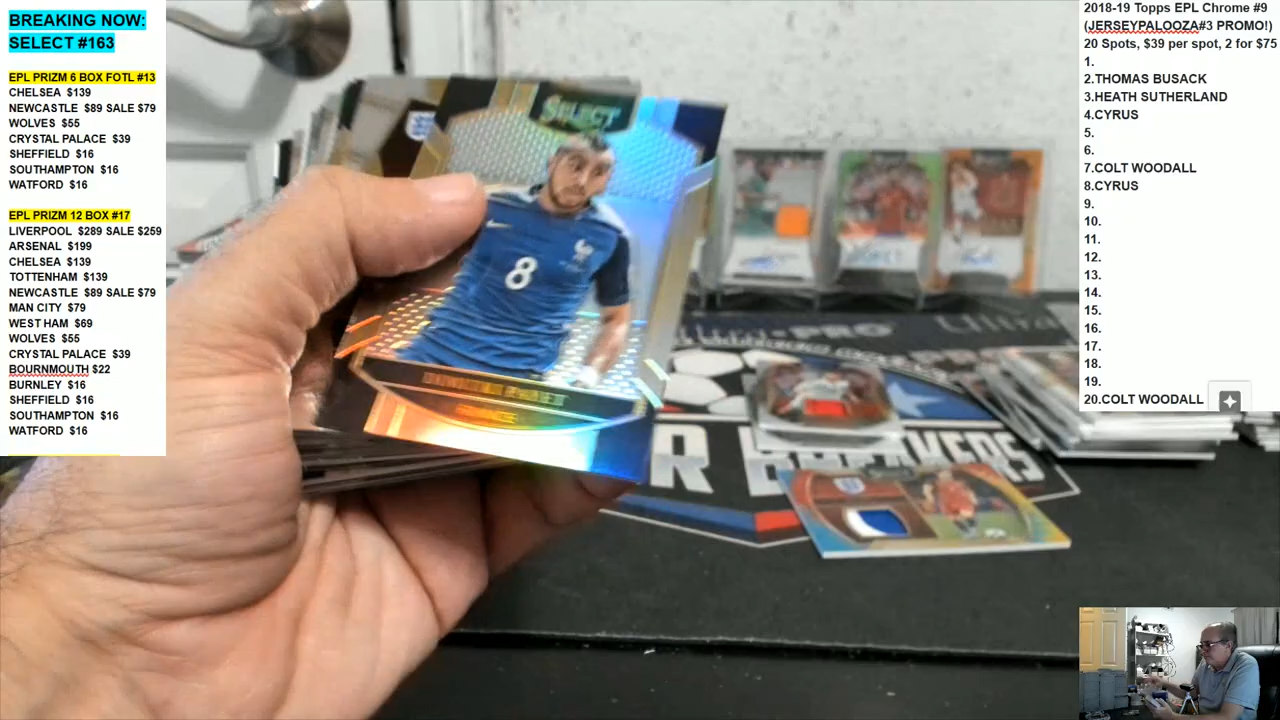 BREAKING NOW:
SELECT #163
EPL PRIZM 6 BOX FOTL #13
CHELSEA $139
NEWCASTLE $89 SALE $79
WOLVES $55
CRYSTAL PALACE $39
SHEFFIELD $16
SOUTHAMPTON $16
WATFORD $16
EPL PRIZM 12 BOX #17
LIVERPOOL $289 SALE $259
ARSENAL $199
CHELSEA $139
TOTTENHAM $139
NEWCASTLE $89 SALE $79
MAN CITY $79
WEST HAM $69
WOLVES $55
CRYSTAL PALACE $39
BOURNMOUTH $22
BURNLEY $16
SHEFFIELD $16
SOUTHAMPTON $16
WATFORD $16
SELECT
8
PRO
Ultra
R BREAKERS
2018-19 Topps EPL Chrome #9
(JERSEYPALOOZA#3 PROMO!)
20 Spots, $39 per spot, 2 for $75
1.
2.THOMAS BUSACK
3.HEATH SUTHERLAND
4.CYRUS
5.
6.
7.COLT WOODALL
8.CYRUS
9.
10.
11.
12.
13.
14.
15.
16.
17.
18.
19.
20.COLT WOODALL